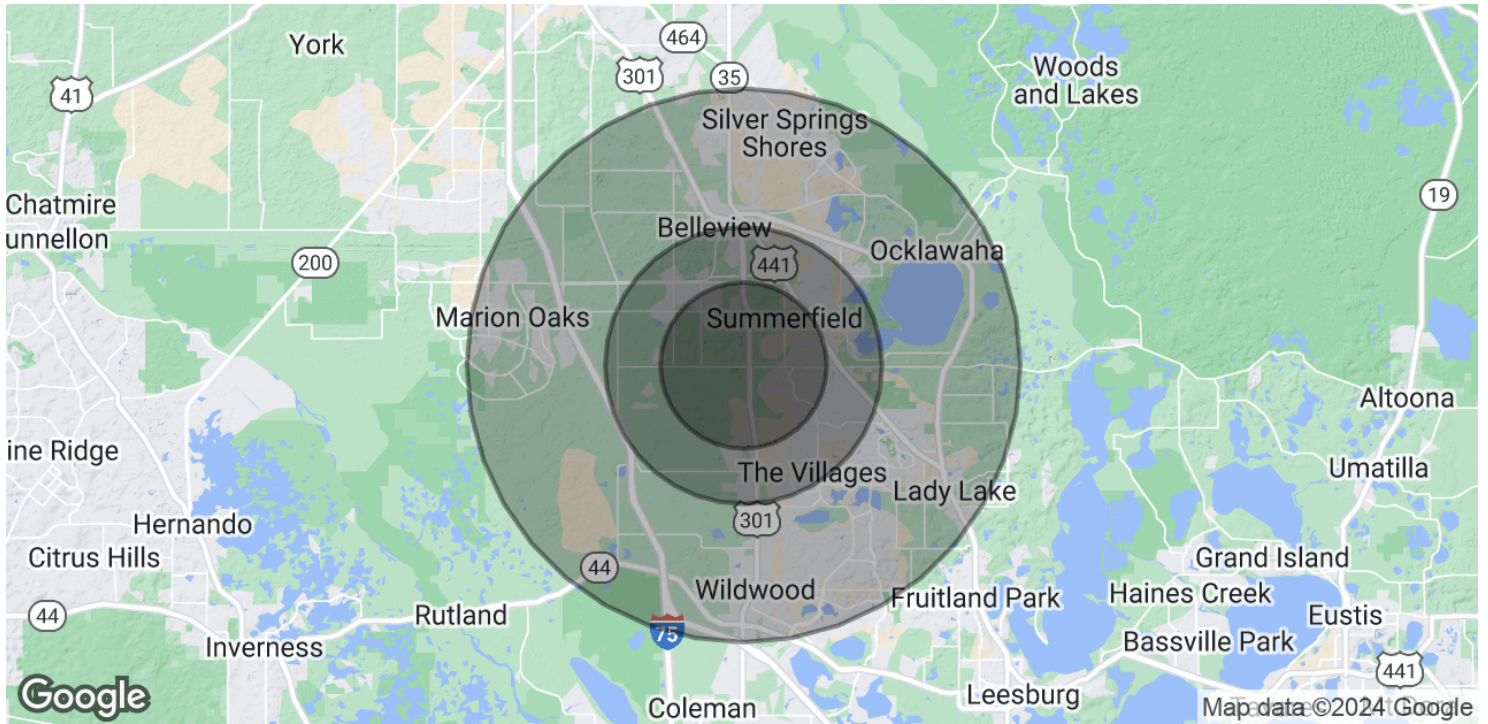 York
464
301
35
41
Woods
and Lakes
Silver Springs
Shores
19
Chatmire
unnellon
Belleview
Ocklawaha
200
441
Marion Oaks
Summerfield
Altoona
ine Ridge
The Villages
Umatilla
Lady Lake
Hernando
301
Citrus Hills
Grand Island
44
Wildwood
Fruitland Park
Haines Creek
44
Rutland
Eustis
75
Inverness
Bassville Park
441
Google
Leesburg
Coleman
Map data ©2024 Google